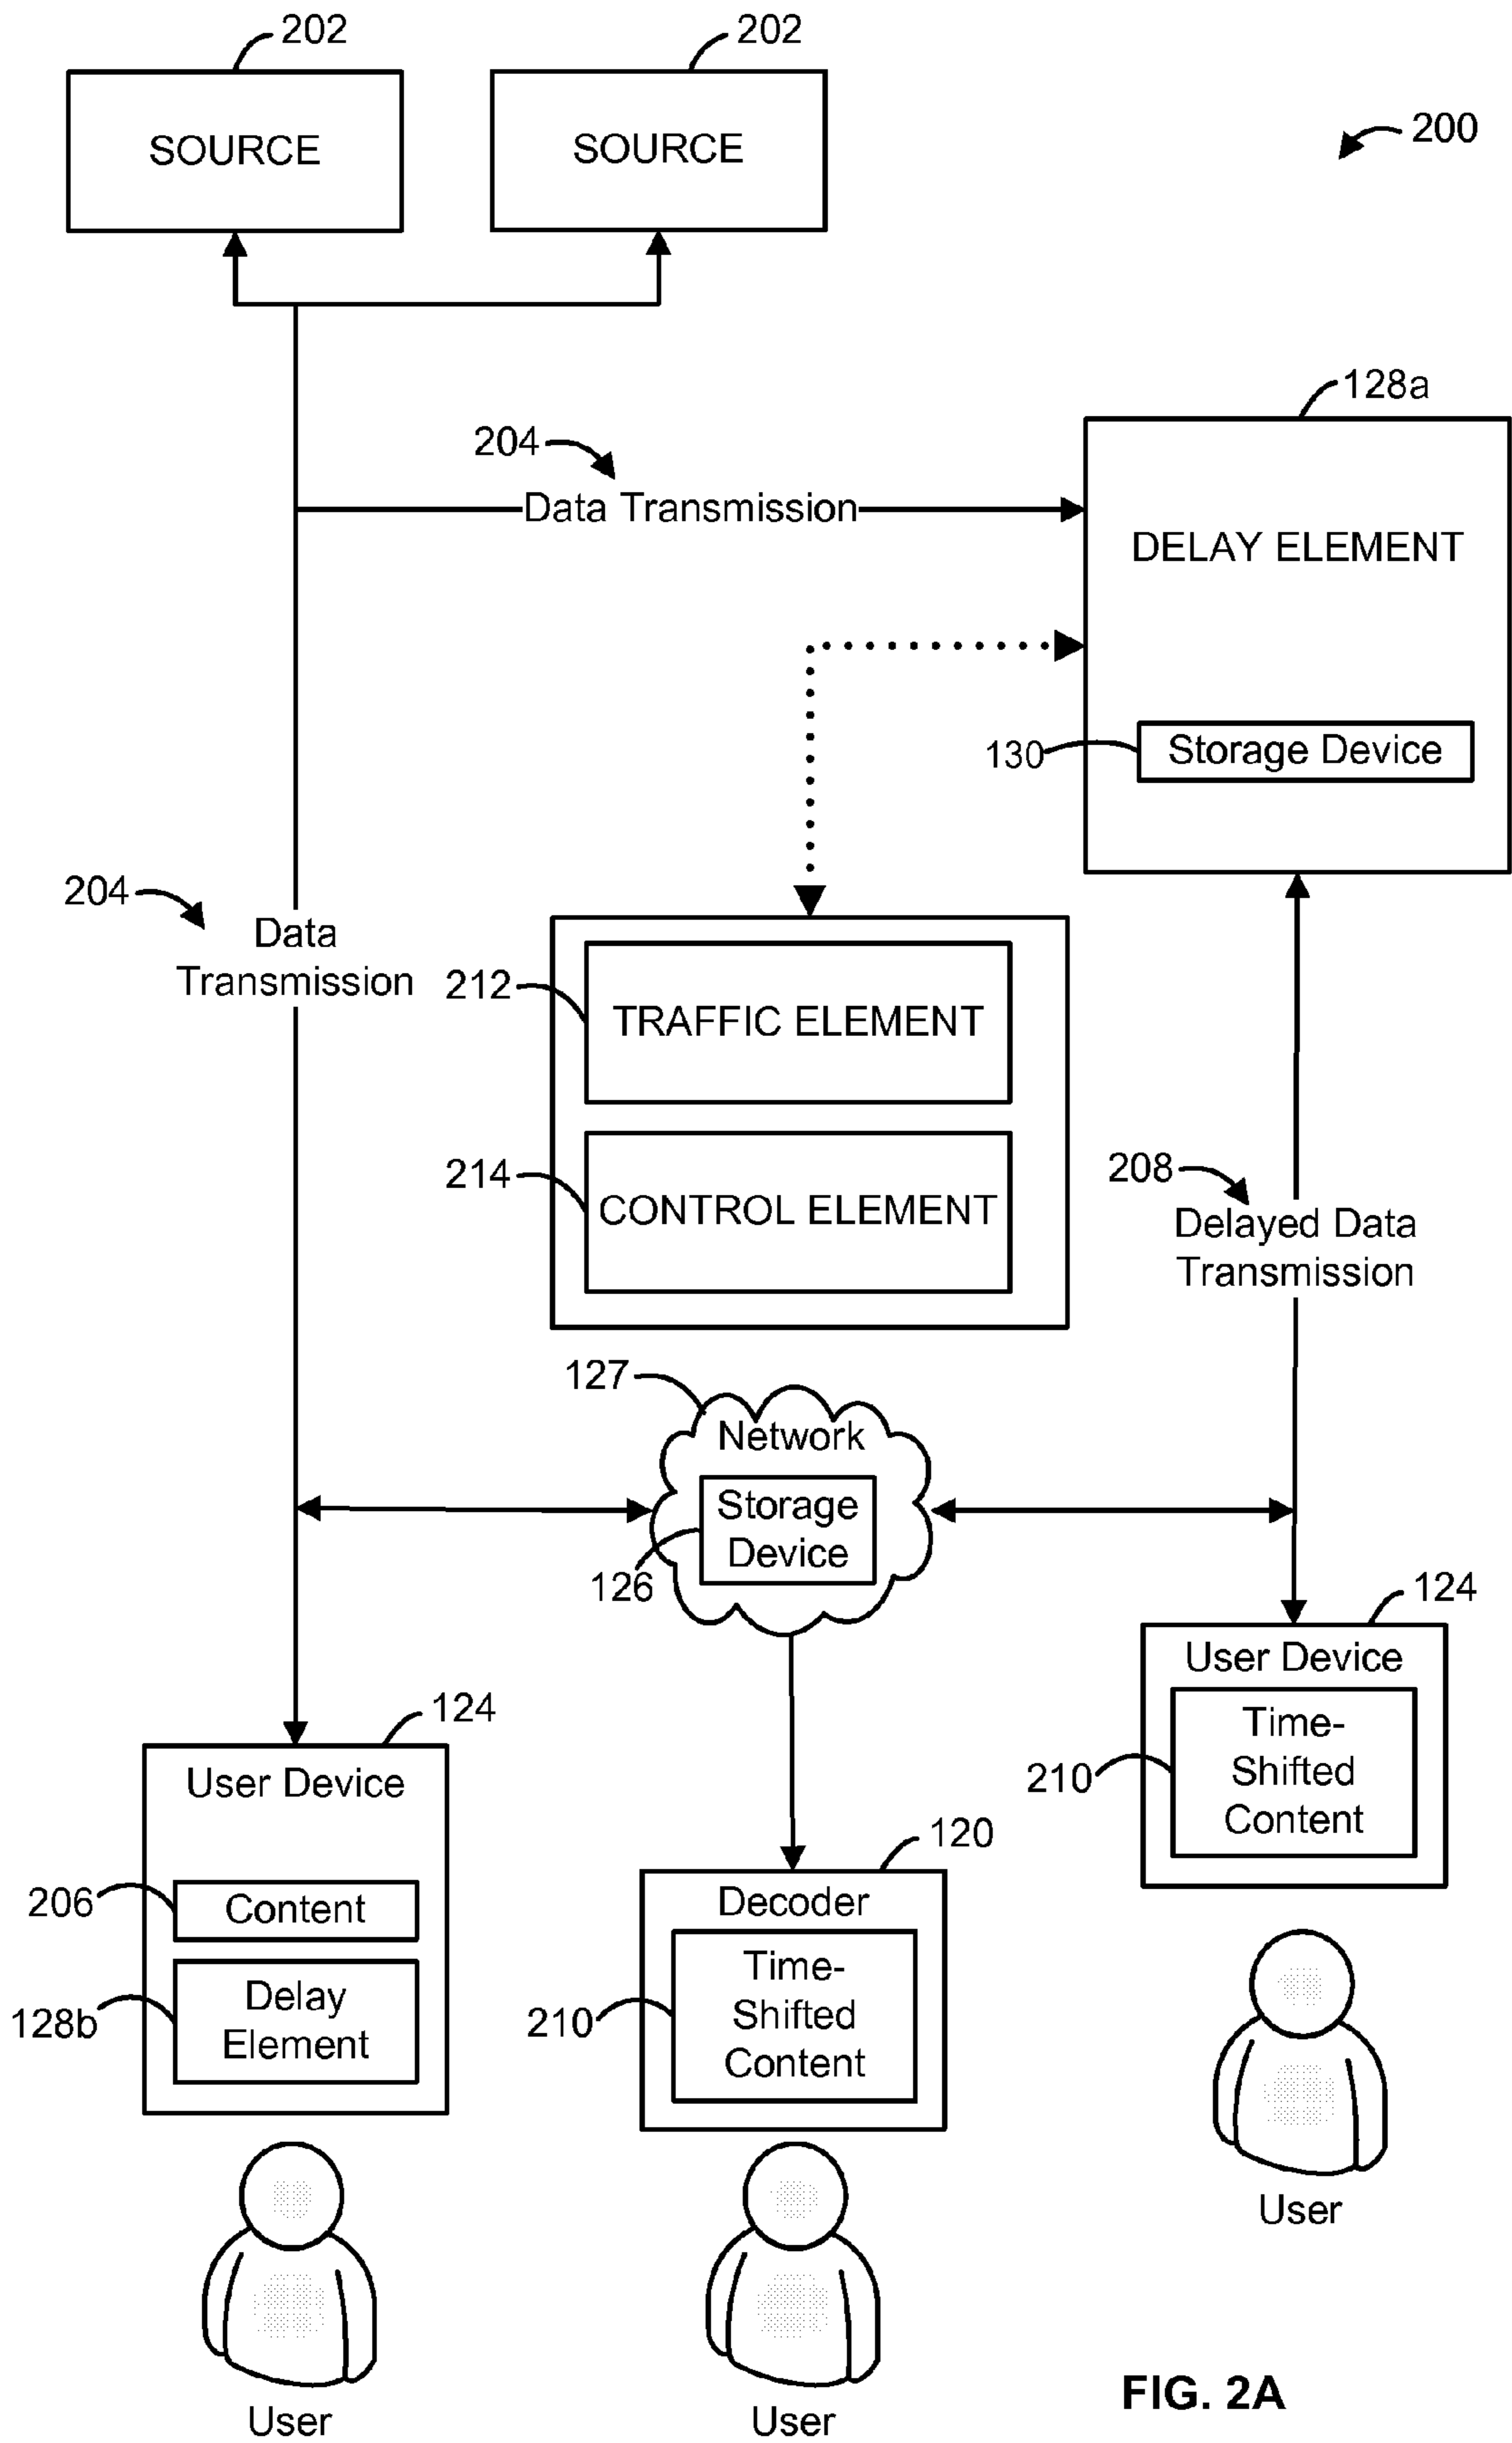 202
202
SOURCE
SOURCE
200
128a
204
Data Transmission
DELAY ELEMENT
130
Storage Device
204
Data
Transmission
212
TRAFFIC ELEMENT
214
CONTROL ELEMENT
208
Delayed Data
Transmission
127
Network
Storage
Device
126
124
User Device
Time-
Shifted
Content
210
124
User Device
206
Content
128b
Delay
Element
120
Decoder
Time-
Shifted
Content
210
User
User
User
FIG. 2A